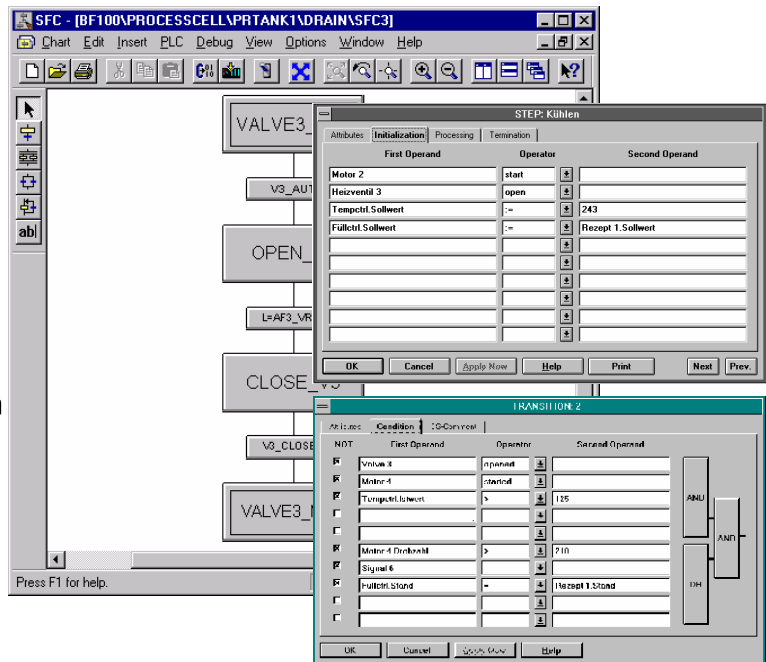 SFC - [BF100\PROCESSCELL\PRTANK1\DRAIN\SFC3]
Chart Edit Insert PLC Debug View Options Window Help
ab|
VALVE3_
V3_AUT
OPEN_
L=AF3_VR
CLOSE_V3
V3_CLOSE
VALVE3_
Press F1 for help.
STEP: Kühlen
Attributes Initialization Processing Termination
First Operand Operator Second Operand
Motor 2 start
Heizventil 3 open
Tempctrl.Sollwert := 243
Füllctrl.Sollwert := Rezept 1.Sollwert
OK Cancel Apply Now Help Print Next Prev.
TRANSITION: 2
Attributes Condition OS-Comment
NOT First Operand Operator Second Operand
Valve 3 opened
Motor 4 started
Tempctrl.Istwert > 125
Motor 4.Drehzahl > 210
Signal 6
Füllctrl.Stand = Rezept 1.Stand
AND
AND
OR
OK Cancel Apply Now Help